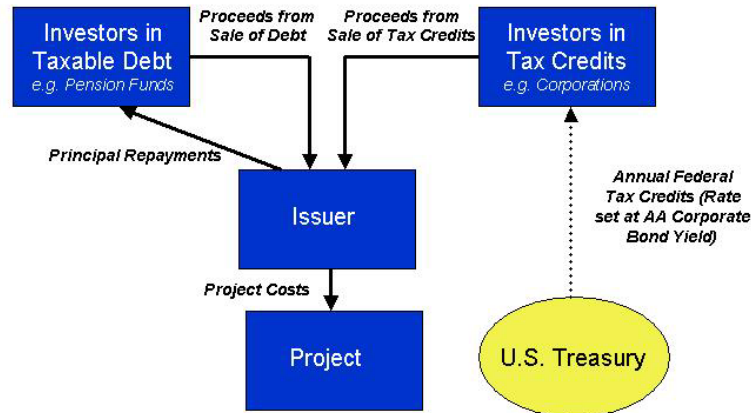 Investors in
Taxable Debt
e.g. Pension Funds
Proceeds from
Sale of Debt
Proceeds from
Sale of Tax Credits
Investors in
Tax Credits
e.g. Corporations
Principal Repayments
Annual Federal
Tax Credits (Rate
set at AA Corporate
Bond Yield)
Issuer
Project Costs
Project
U.S. Treasury